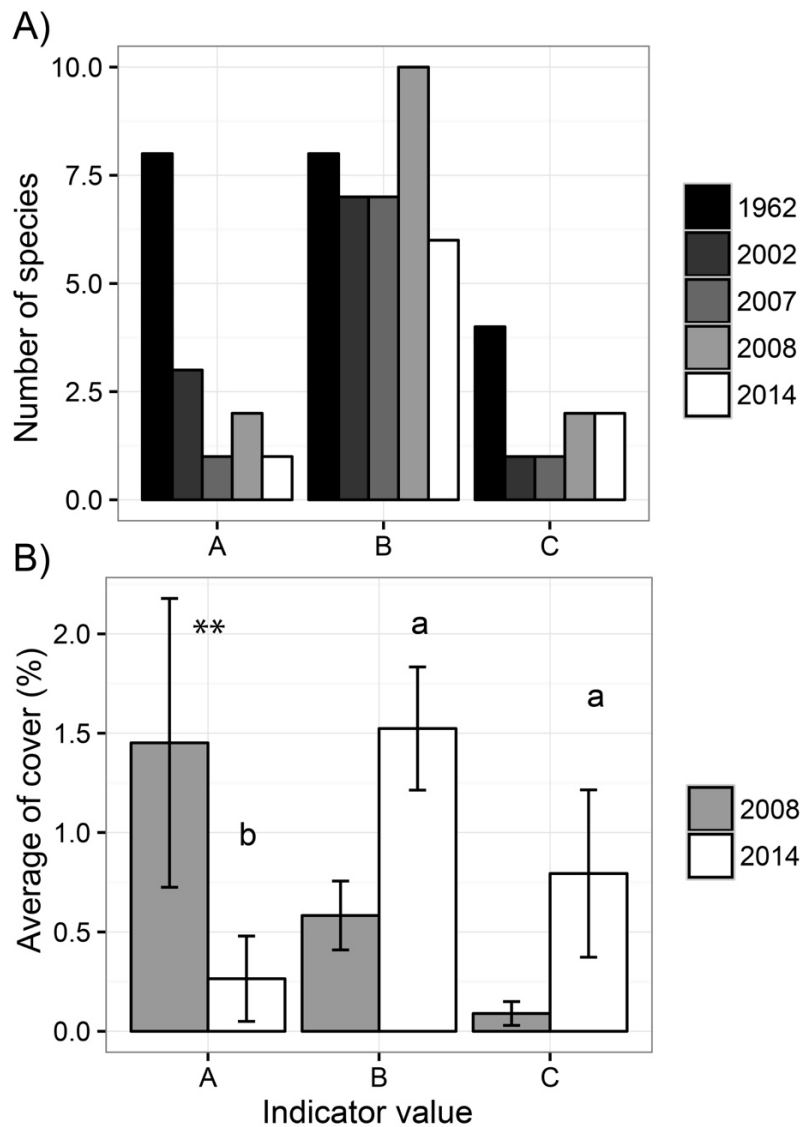 A)
Number of species
10.0
7.5
5.0
2.5
0.0
A B C
1962
2002
2007
2008
2014
B)
Average of cover (%)
2.0
1.5
1.0
0.5
0.0
**
b
a
a
A B C
Indicator value
2008
2014